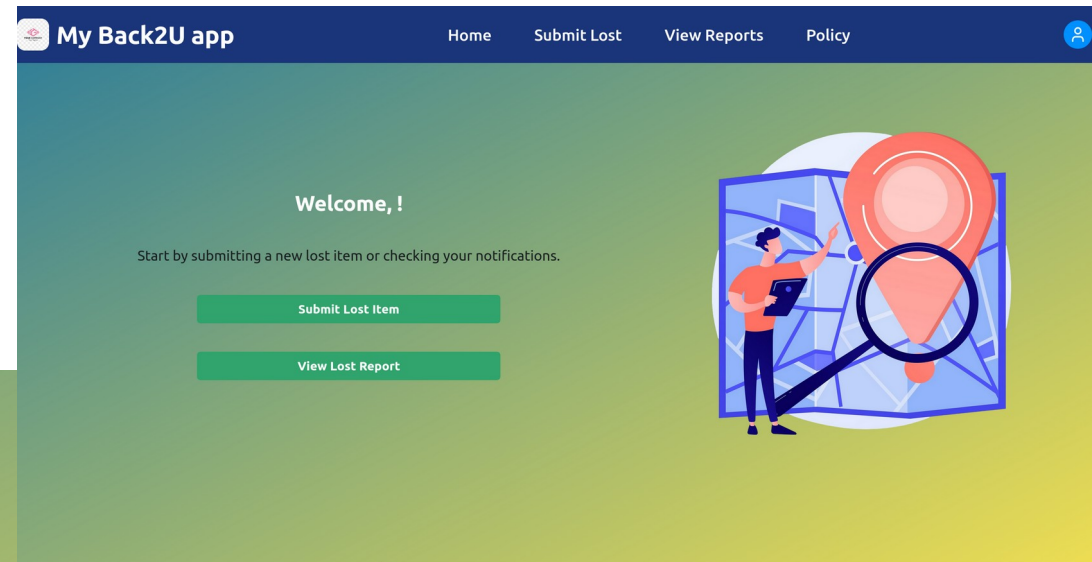 My Back2U app
Home Submit Lost View Reports Policy
Welcome, !
Start by submitting a new lost item or checking your notifications.
Submit Lost Item
View Lost Report